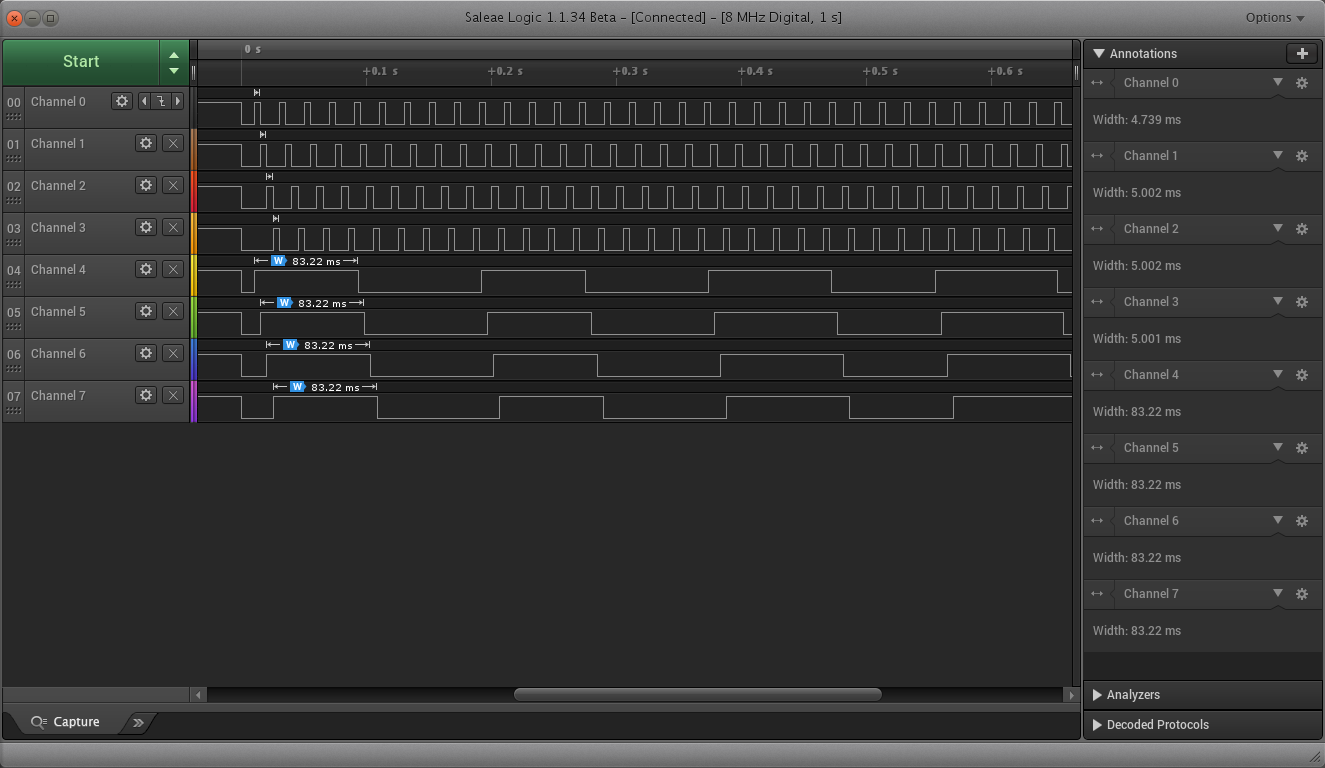 Saleae Logic 1.1.34 Beta - [Connected] - [8 MHz Digital, 1 s]
Options
Start
0 s
+0.1 s
+0.2 s
+0.3 s
+0.4 s
+0.5 s
+0.6 s
00 Channel 0
01 Channel 1
02 Channel 2
03 Channel 3
04 Channel 4
W 83.22 ms
05 Channel 5
W 83.22 ms
06 Channel 6
W 83.22 ms
07 Channel 7
W 83.22 ms
Capture
Annotations
Channel 0
Width: 4.739 ms
Channel 1
Width: 5.002 ms
Channel 2
Width: 5.002 ms
Channel 3
Width: 5.001 ms
Channel 4
Width: 83.22 ms
Channel 5
Width: 83.22 ms
Channel 6
Width: 83.22 ms
Channel 7
Width: 83.22 ms
Analyzers
Decoded Protocols